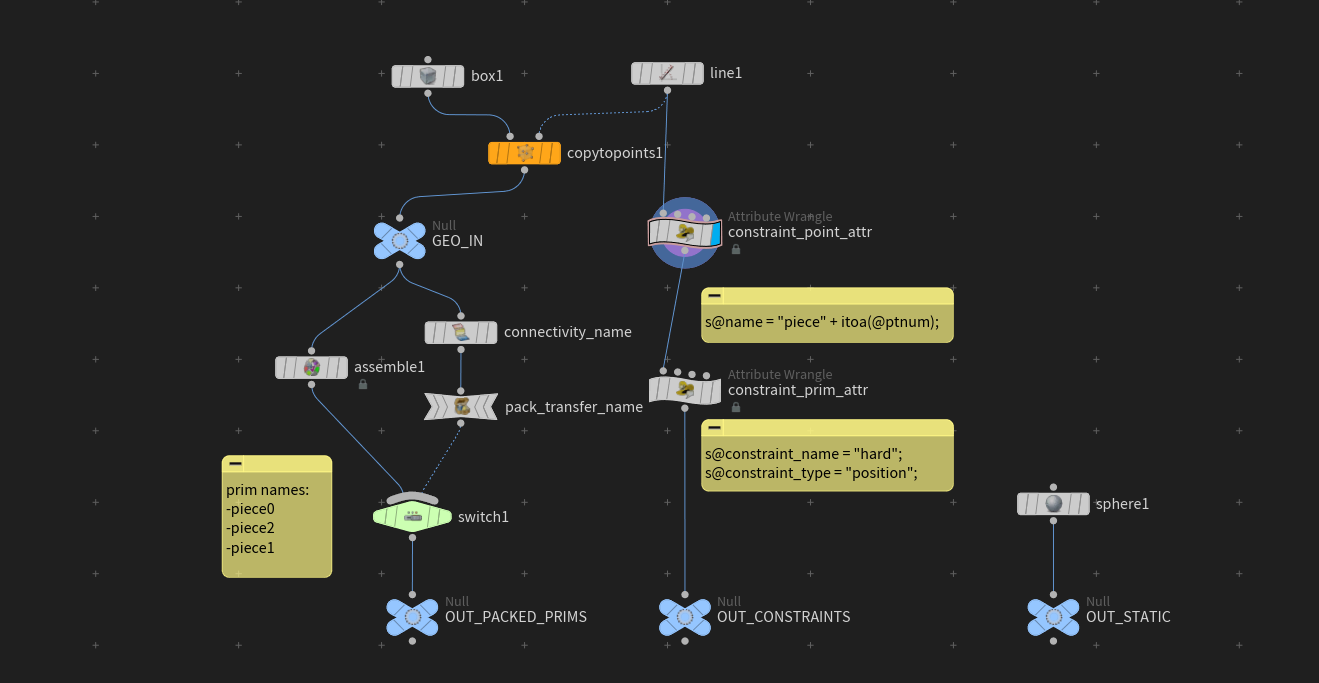 box1
line1
copytopoints1
Null
GEO_IN
Attribute Wrangle
constraint_point_attr
s@name = "piece" + itoa(@ptnum);
connectivity_name
assemble1
Attribute Wrangle
constraint_prim_attr
pack_transfer_name
s@constraint_name = "hard";
s@constraint_type = "position";
prim names:
-piece0
-piece2
-piece1
switch1
sphere1
Null
OUT_PACKED_PRIMS
Null
OUT_CONSTRAINTS
Null
OUT_STATIC